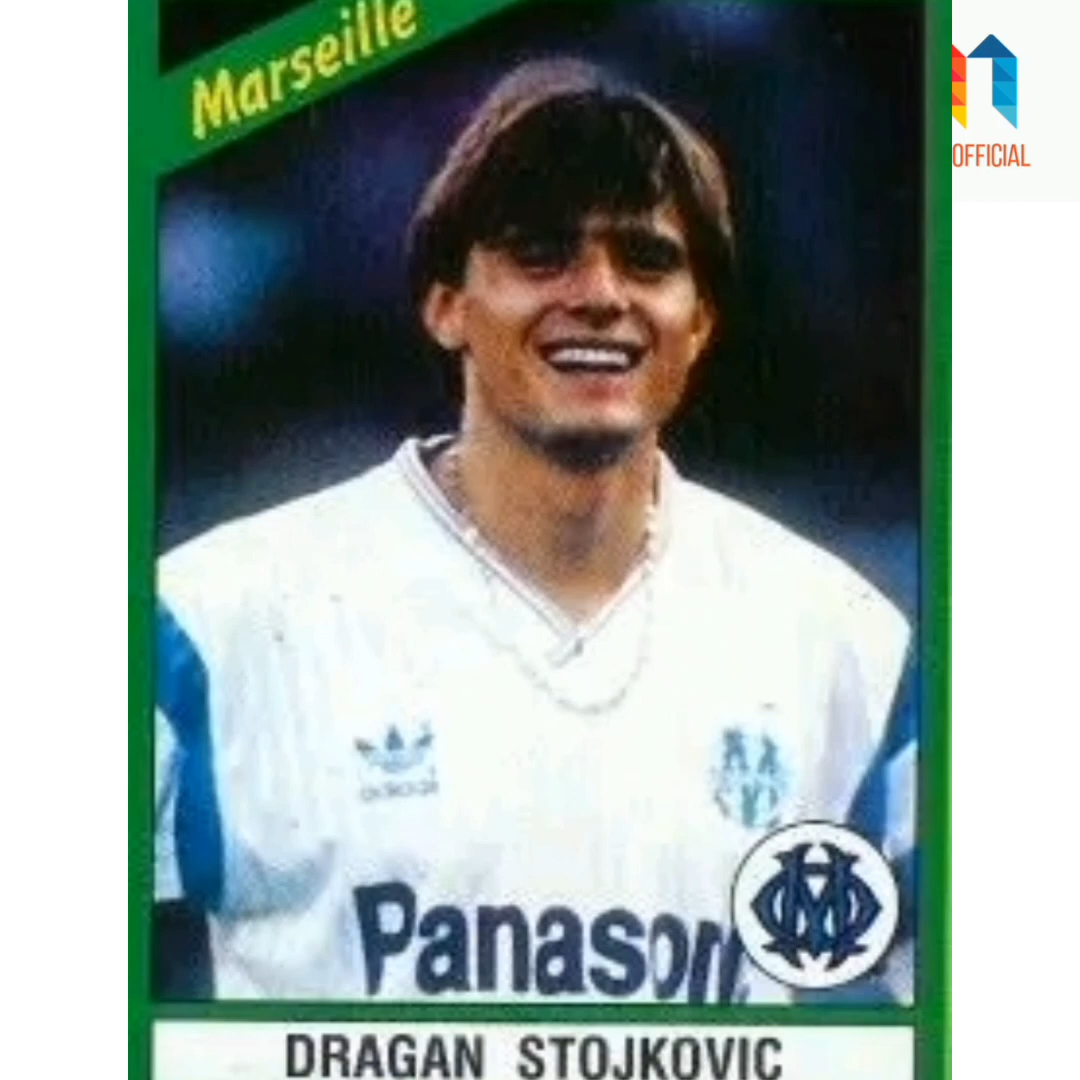 Marseille
OFFICIAL
adidas
Panason
DRAGAN STOJKOVIC